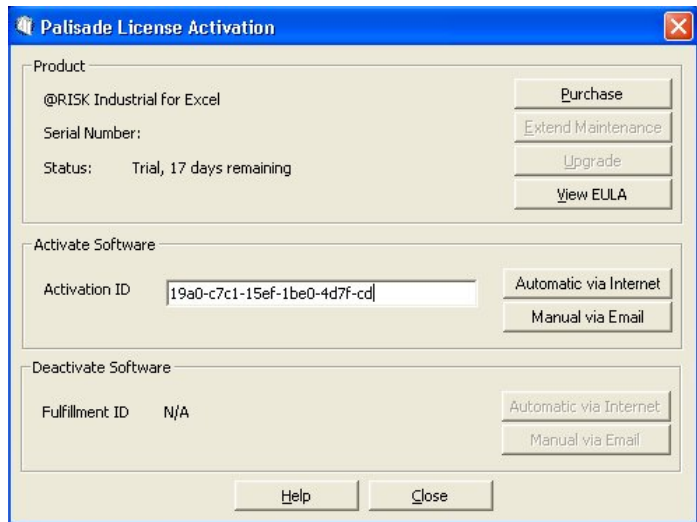 Palisade License Activation
Product
@RISK Industrial for Excel
Serial Number:
Status: Trial, 17 days remaining
Purchase
Extend Maintenance
Upgrade
View EULA
Activate Software
Activation ID 19a0-c7c1-15ef-1be0-4d7f-cd
Automatic via Internet
Manual via Email
Deactivate Software
Fulfillment ID N/A
Automatic via Internet
Manual via Email
Help Close